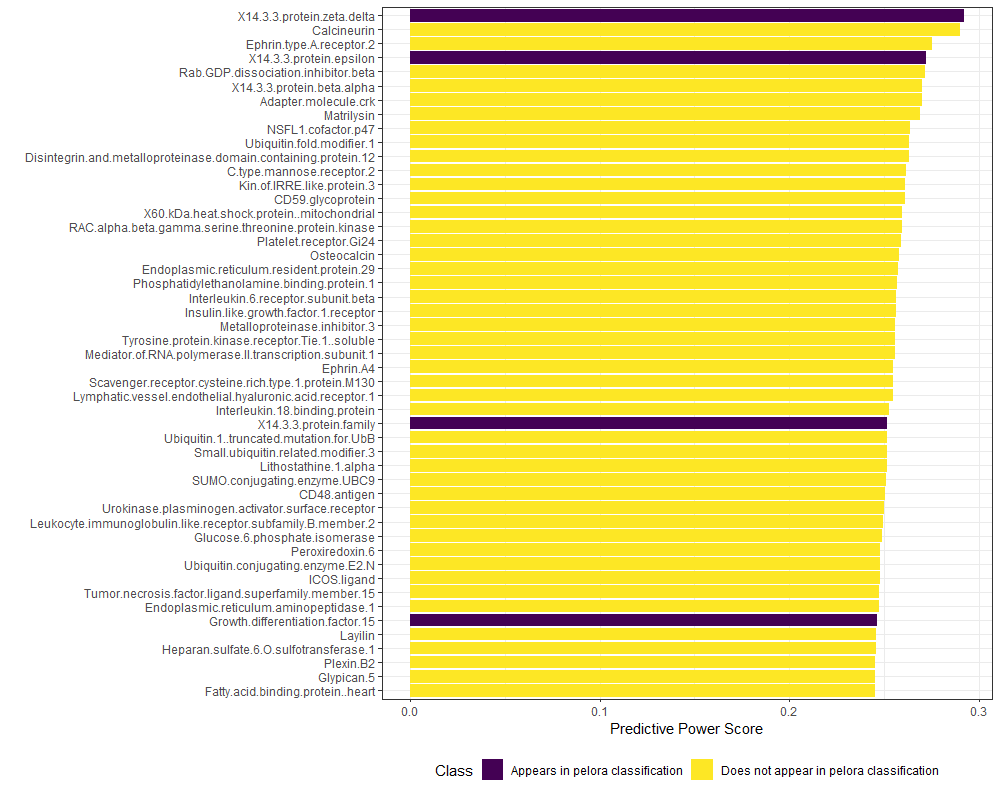 X14.3.3.protein.zeta.delta
Calcineurin
Ephrin.type.A.receptor.2
X14.3.3.protein.epsilon
Rab.GDP.dissociation.inhibitor.beta
X14.3.3.protein.beta.alpha
Adapter.molecule.crk
Matrilysin
NSFL1.cofactor.p47
Ubiquitin.fold.modifier.1
Disintegrin.and.metalloproteinase.domain.containing.protein.12
C.type.mannose.receptor.2
Kin.of.IRRE.like.protein.3
CD59.glycoprotein
X60.kDa.heat.shock.protein..mitochondrial
RAC.alpha.beta.gamma.serine.threonine.protein.kinase
Platelet.receptor.Gi24
Osteocalcin
Endoplasmic.reticulum.resident.protein.29
Phosphatidylethanolamine.binding.protein.1
Interleukin.6.receptor.subunit.beta
Insulin.like.growth.factor.1.receptor
Metalloproteinase.inhibitor.3
Tyrosine.protein.kinase.receptor.Tie.1..soluble
Mediator.of.RNA.polymerase.II.transcription.subunit.1
Ephrin.A4
Scavenger.receptor.cysteine.rich.type.1.protein.M130
Lymphatic.vessel.endothelial.hyaluronic.acid.receptor.1
Interleukin.18.binding.protein
X14.3.3.protein.family
Ubiquitin.1..truncated.mutation.for.UbB
Small.ubiquitin.related.modifier.3
Lithostathine.1.alpha
SUMO.conjugating.enzyme.UBC9
CD48.antigen
Urokinase.plasminogen.activator.surface.receptor
Leukocyte.immunoglobulin.like.receptor.subfamily.B.member.2
Glucose.6.phosphate.isomerase
Peroxiredoxin.6
Ubiquitin.conjugating.enzyme.E2.N
ICOS.ligand
Tumor.necrosis.factor.ligand.superfamily.member.15
Endoplasmic.reticulum.aminopeptidase.1
Growth.differentiation.factor.15
Layilin
Heparan.sulfate.6.O.sulfotransferase.1
Plexin.B2
Glypican.5
Fatty.acid.binding.protein..heart
0.0 0.1 0.2 0.3
Predictive Power Score
Class Appears in pelora classification Does not appear in pelora classification